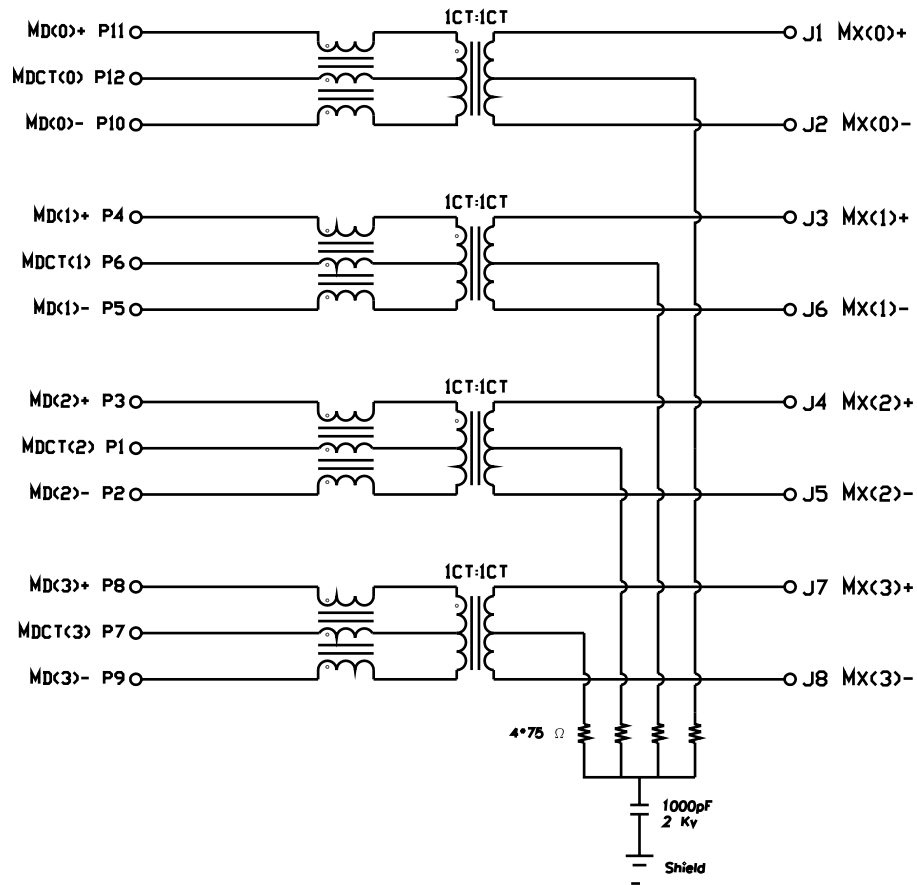 1CT:1CT
MD(0)+ P11
J1 MX(0)+
MDCT(0) P12
MD(0)- P10
J2 MX(0)-
1CT:1CT
MD(1)+ P4
J3 MX(1)+
MDCT(1) P6
MD(1)- P5
J6 MX(1)-
1CT:1CT
MD(2)+ P3
J4 MX(2)+
MDCT(2) P1
MD(2)- P2
J5 MX(2)-
1CT:1CT
MD(3)+ P8
J7 MX(3)+
MDCT(3) P7
MD(3)- P9
J8 MX(3)-
4*75 Ω
1000pF
2 Kv
Shield